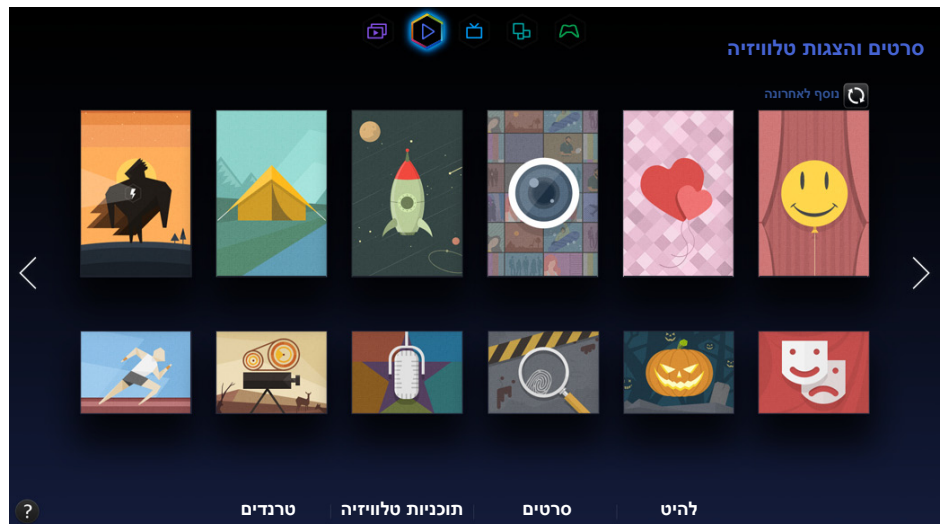 סרטים והצגות טלוויזיה
נוסף לאחרונה
להיט
סרטים
תוכניות טלוויזיה
טרנדים
?